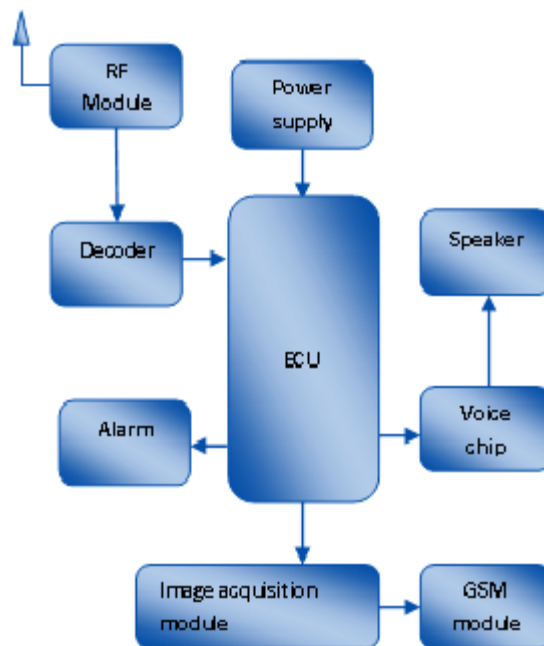 RF
Module
Power
supply
Decoder
Speaker
ECU
Alarm
Voice
chip
Image acquisition
module
GSM
module